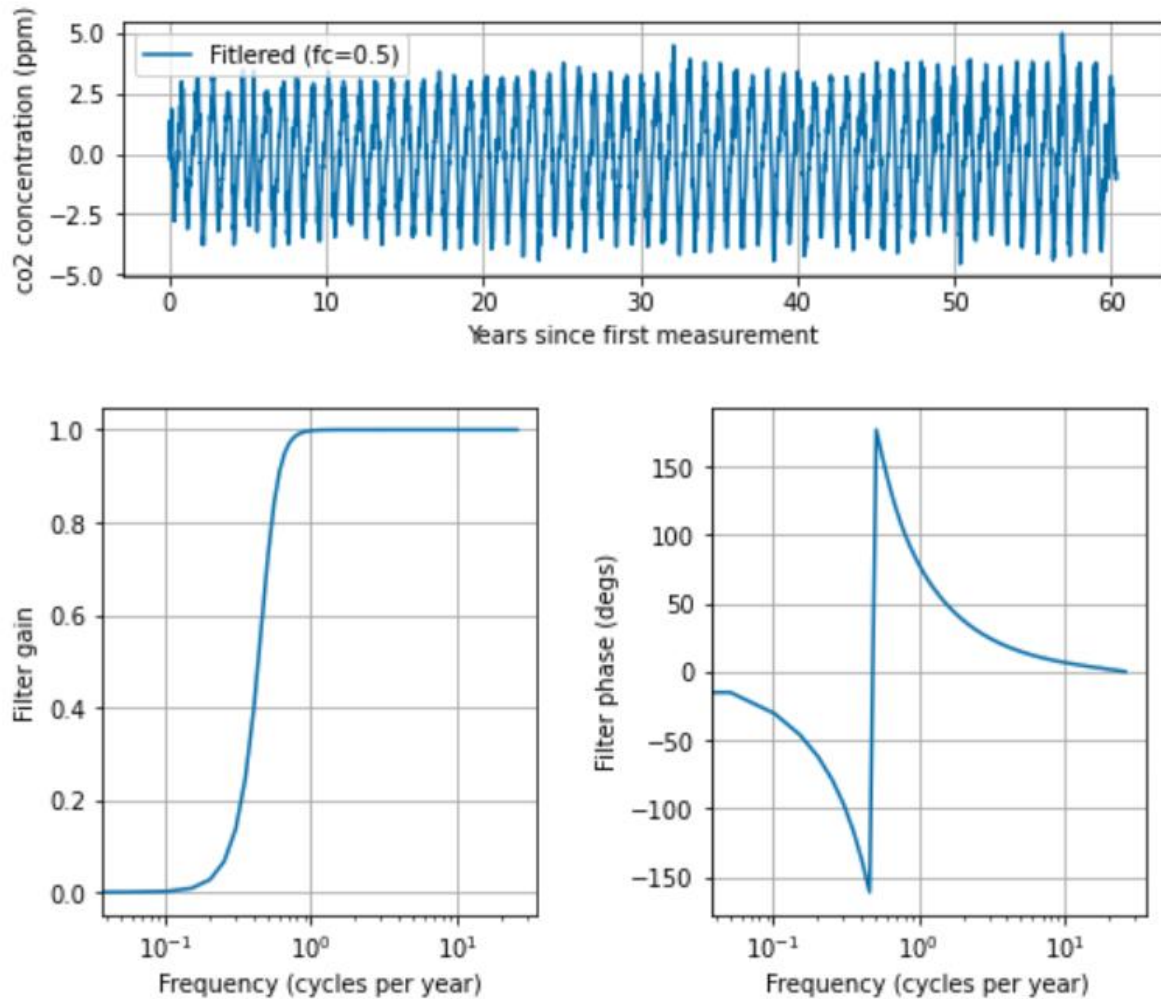 co2 concentration (ppm)
5.0
2.5
0.0
−2.5
−5.0
Fitlered (fc=0.5)
0 10 20 30 40 50 60
Years since first measurement
Filter gain
1.0
0.8
0.6
0.4
0.2
0.0
10⁻¹ 10⁰ 10¹
Frequency (cycles per year)
Filter phase (degs)
150
100
50
0
−50
−100
−150
10⁻¹ 10⁰ 10¹
Frequency (cycles per year)